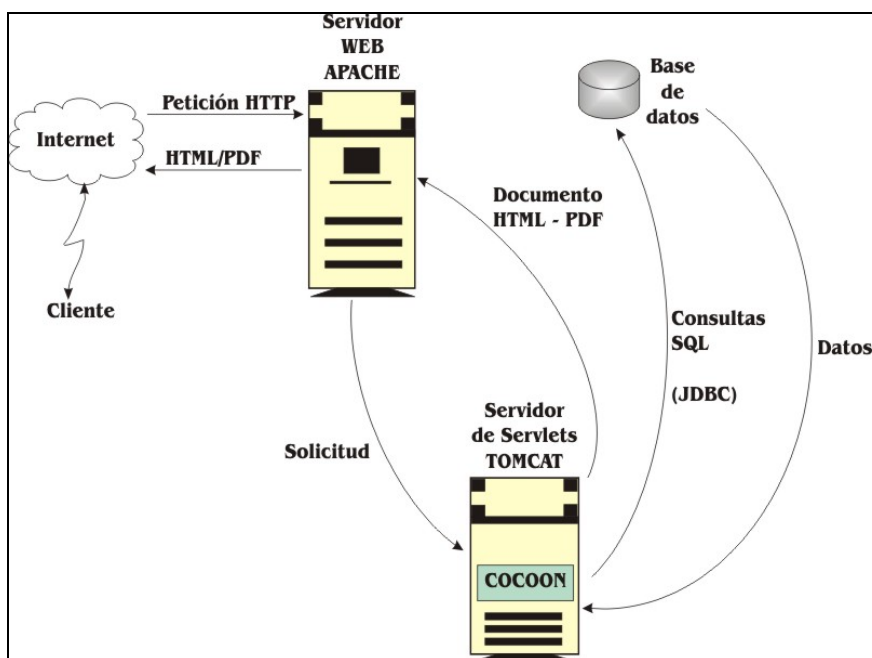 Servidor
WEB
APACHE
Petición HTTP
Internet
HTML/PDF
Cliente
Base
de
datos
Documento
HTML - PDF
Consultas
SQL
(JDBC)
Datos
Solicitud
Servidor
de Servlets
TOMCAT
COCOON